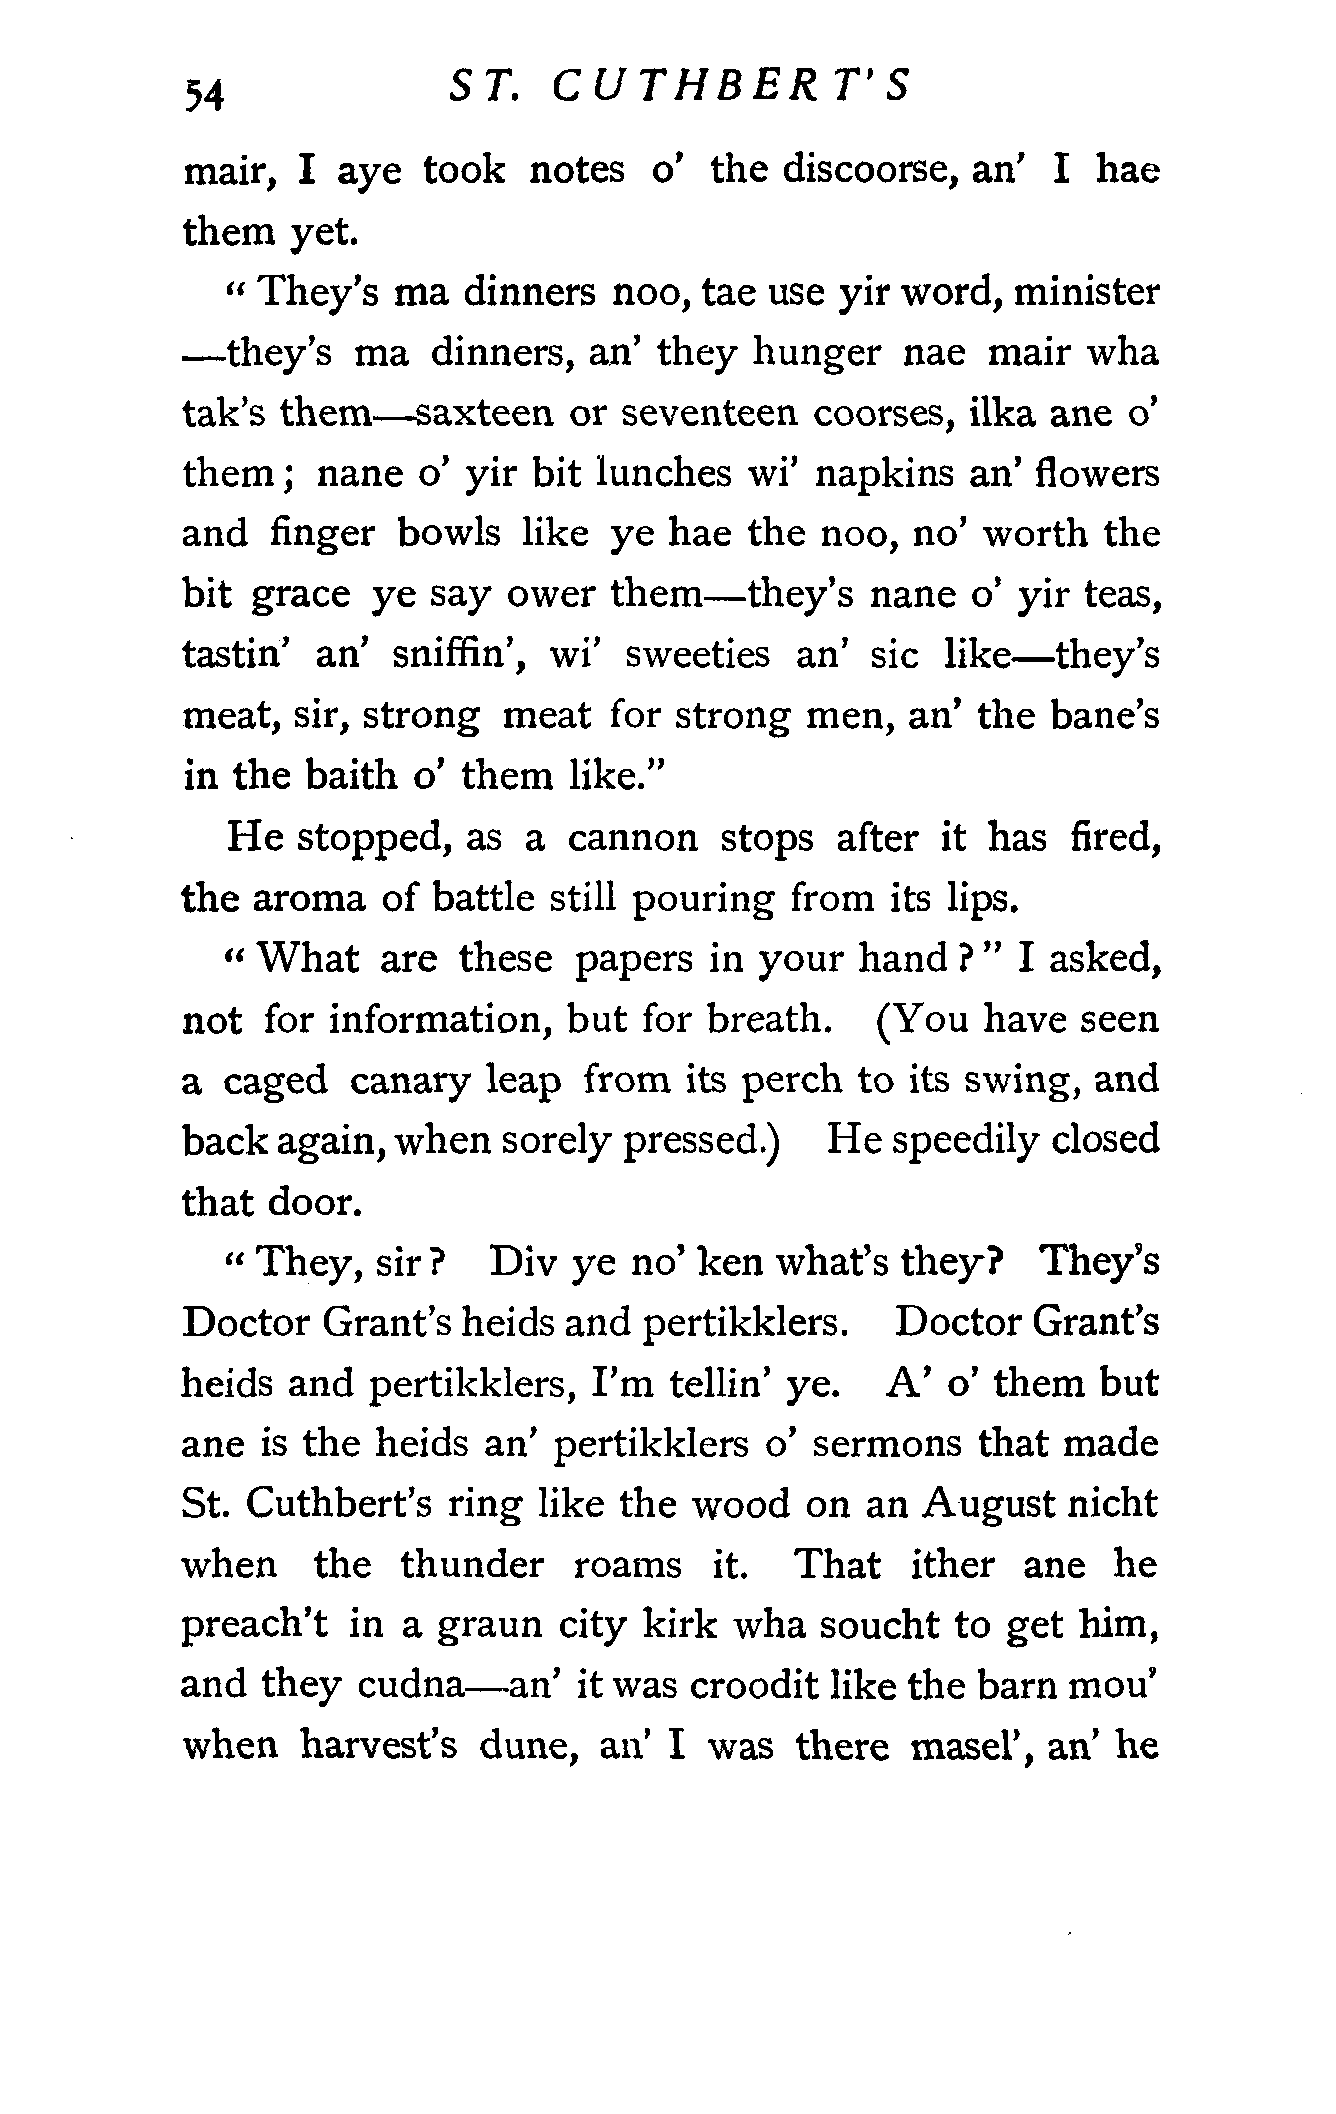 54 ST. CUTHBERT'S
mair, I aye took notes o' the discoorse, an' I hae
them yet.
“ They's ma dinners noo, tae use yir word, minister
—they's ma dinners, an' they hunger nae mair wha
tak's them—saxteen or seventeen coorses, ilka ane o'
them ; nane o' yir bit lunches wi' napkins an' flowers
and finger bowls like ye hae the noo, no' worth the
bit grace ye say ower them—they's nane o' yir teas,
tastin' an' sniffin', wi' sweeties an' sic like—they's
meat, sir, strong meat for strong men, an' the bane's
in the baith o' them like.”
He stopped, as a cannon stops after it has fired,
the aroma of battle still pouring from its lips.
“ What are these papers in your hand ? ” I asked,
not for information, but for breath. (You have seen
a caged canary leap from its perch to its swing, and
back again, when sorely pressed.) He speedily closed
that door.
“ They, sir ? Div ye no' ken what's they? They's
Doctor Grant's heids and pertikklers. Doctor Grant's
heids and pertikklers, I'm tellin' ye. A' o' them but
ane is the heids an' pertikklers o' sermons that made
St. Cuthbert's ring like the wood on an August nicht
when the thunder roams it. That ither ane he
preach't in a graun city kirk wha soucht to get him,
and they cudna—an' it was croodit like the barn mou'
when harvest's dune, an' I was there masel', an' he